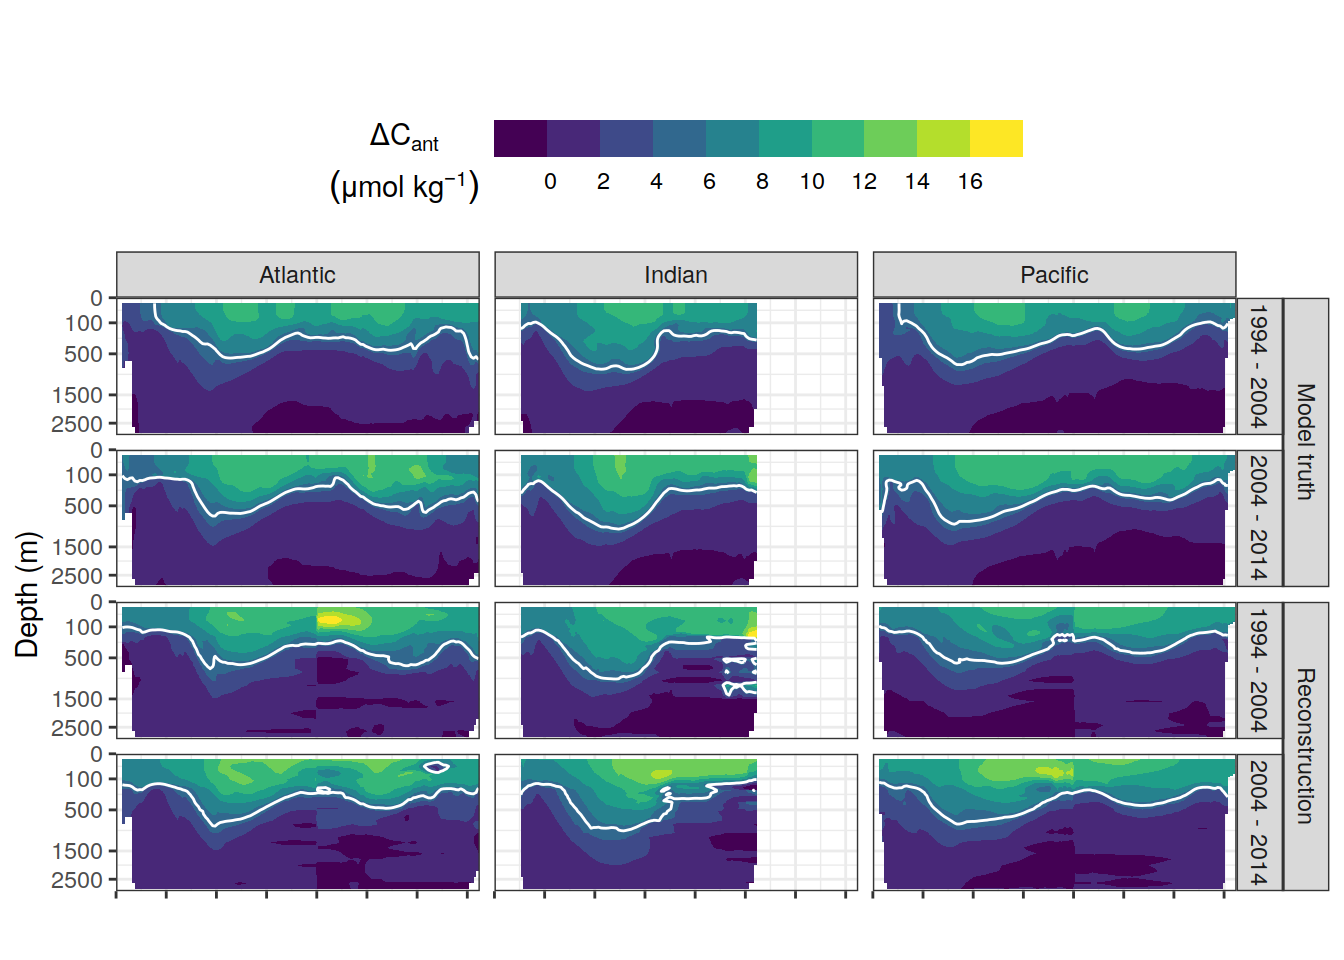 ΔCant
(μmol kg⁻¹)
0 2 4 6 8 10 12 14 16
Atlantic Indian Pacific
0
100
500
1500
2500
1994 - 2004
Model truth
0
100
500
1500
2500
2004 - 2014
Depth (m)
0
100
500
1500
2500
1994 - 2004
Reconstruction
0
100
500
1500
2500
2004 - 2014